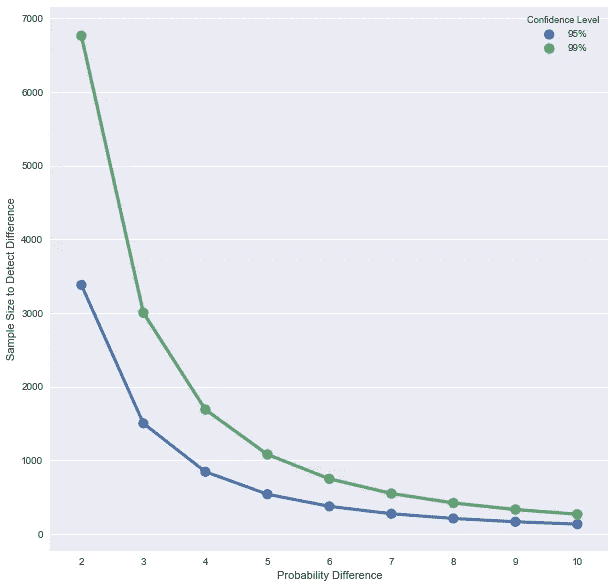 Confidence Level
95%
99%
7000
6000
5000
4000
3000
2000
1000
0
Sample Size to Detect Difference
2 3 4 5 6 7 8 9 10
Probability Difference